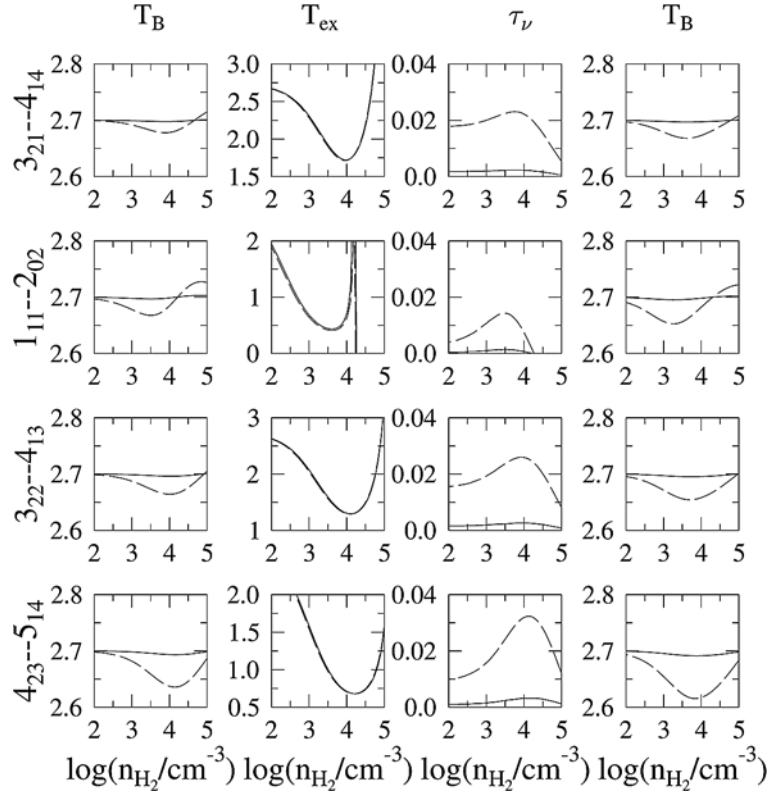 T_B T_ex τ_ν T_B
3_21--4_14
2.8 3.0 0.04 2.8
2.5
2.7 0.02 2.7
2.0
2.6 1.5 0.0 2.6
2 3 4 5 2 3 4 5 2 3 4 5 2 3 4 5
1_11--2_02
2.8 2 0.04 2.8
2.7 1 0.02 2.7
2.6 0 0.0 2.6
2 3 4 5 2 3 4 5 2 3 4 5 2 3 4 5
3_22--4_13
2.8 3 0.04 2.8
2.7 2 0.02 2.7
2.6 1 0.0 2.6
2 3 4 5 2 3 4 5 2 3 4 5 2 3 4 5
4_23--5_14
2.8 2.0 0.04 2.8
1.5
2.7 0.02 2.7
1.0
2.6 0.5 0.0 2.6
2 3 4 5 2 3 4 5 2 3 4 5 2 3 4 5
log(n_H2/cm^-3) log(n_H2/cm^-3) log(n_H2/cm^-3) log(n_H2/cm^-3)